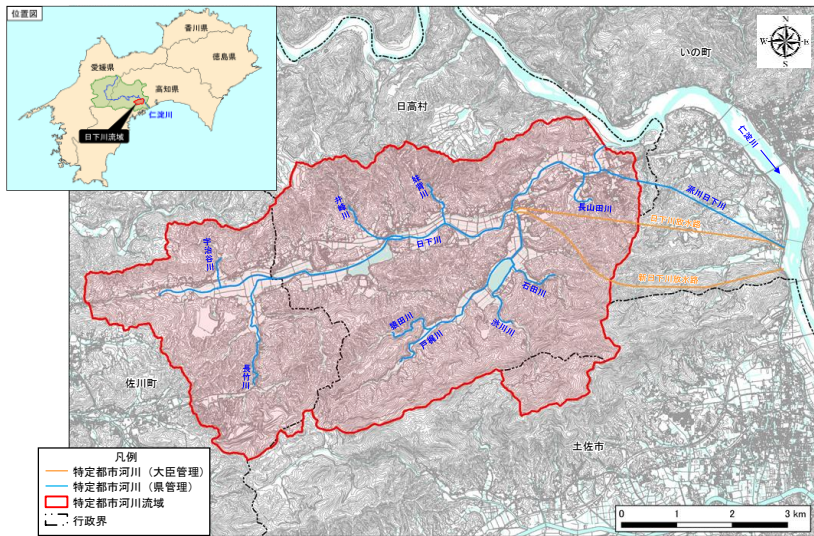 位置図
香川県
徳島県
愛媛県
高知県
仁淀川
日下川流域
N
W
E
S
いの町
日高村
仁淀川
派川日下川
長山田川
日下川放水路
新日下川放水路
日下川
戸梶川
石田川
渋川川
長竹川
宇治谷川
佐川町
土佐市
凡例
特定都市河川（大臣管理）
特定都市河川（県管理）
特定都市河川流域
行政界
0 1 2 3 km